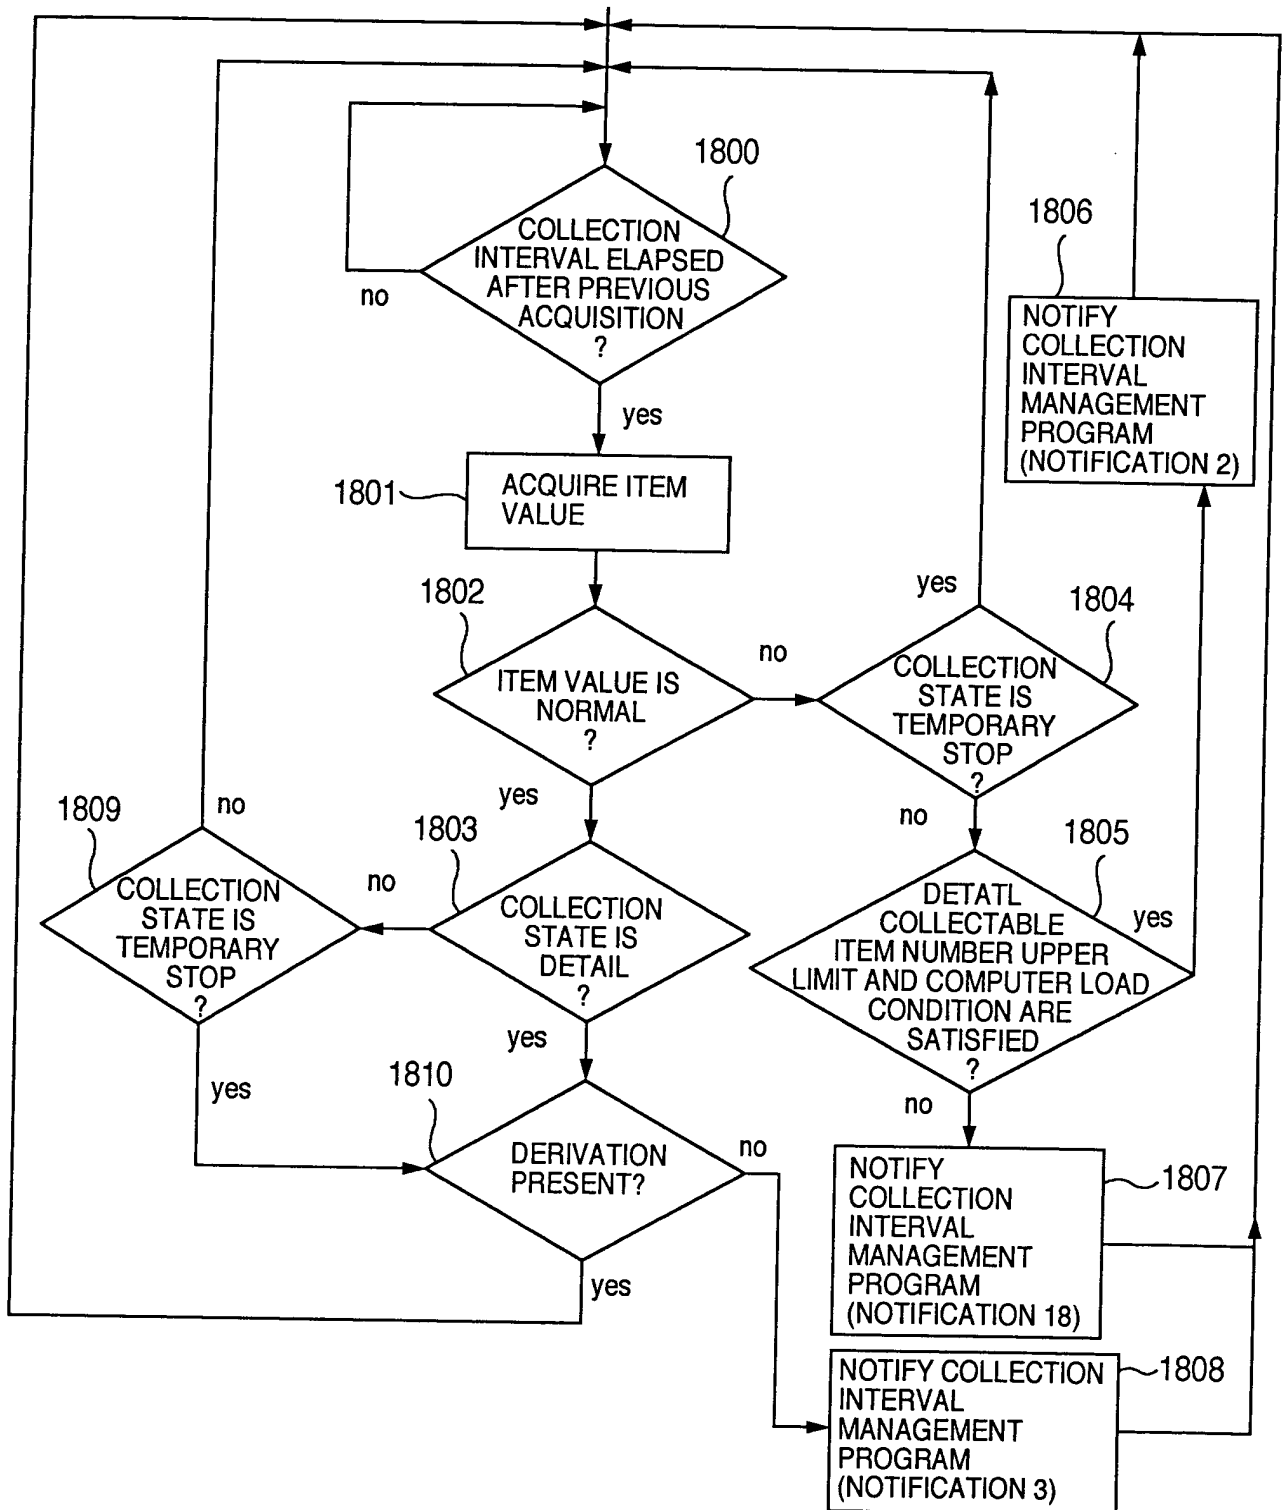 1800
COLLECTION
INTERVAL ELAPSED
AFTER PREVIOUS
ACQUISITION
?
no
yes
1806
NOTIFY
COLLECTION
INTERVAL
MANAGEMENT
PROGRAM
(NOTIFICATION 2)
1801
ACQUIRE ITEM
VALUE
1802
ITEM VALUE IS
NORMAL
?
no
yes
yes
1804
COLLECTION
STATE IS
TEMPORARY
STOP
?
no
1809
no
COLLECTION
STATE IS
TEMPORARY
STOP
?
yes
1803
no
COLLECTION
STATE IS
DETAIL
?
yes
1805
DETATL
COLLECTABLE
ITEM NUMBER UPPER
LIMIT AND COMPUTER LOAD
CONDITION ARE
SATISFIED
?
yes
no
1810
DERIVATION
PRESENT?
no
yes
NOTIFY
COLLECTION
INTERVAL
MANAGEMENT
PROGRAM
(NOTIFICATION 18)
1807
NOTIFY COLLECTION
INTERVAL
MANAGEMENT
PROGRAM
(NOTIFICATION 3)
1808